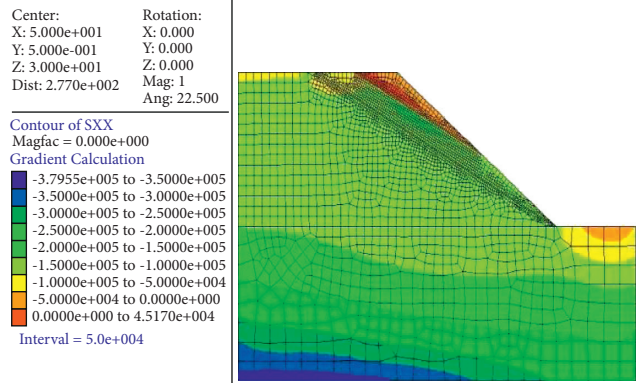 Center:
X: 5.000e+001
Y: 5.000e-001
Z: 3.000e+001
Dist: 2.770e+002
Rotation:
X: 0.000
Y: 0.000
Z: 0.000
Mag: 1
Ang: 22.500
Contour of SXX
Magfac = 0.000e+000
Gradient Calculation
-3.7955e+005 to -3.5000e+005
-3.5000e+005 to -3.0000e+005
-3.0000e+005 to -2.5000e+005
-2.5000e+005 to -2.0000e+005
-2.0000e+005 to -1.5000e+005
-1.5000e+005 to -1.0000e+005
-1.0000e+005 to -5.0000e+004
-5.0000e+004 to 0.0000e+000
0.0000e+000 to 4.5170e+004
Interval = 5.0e+004